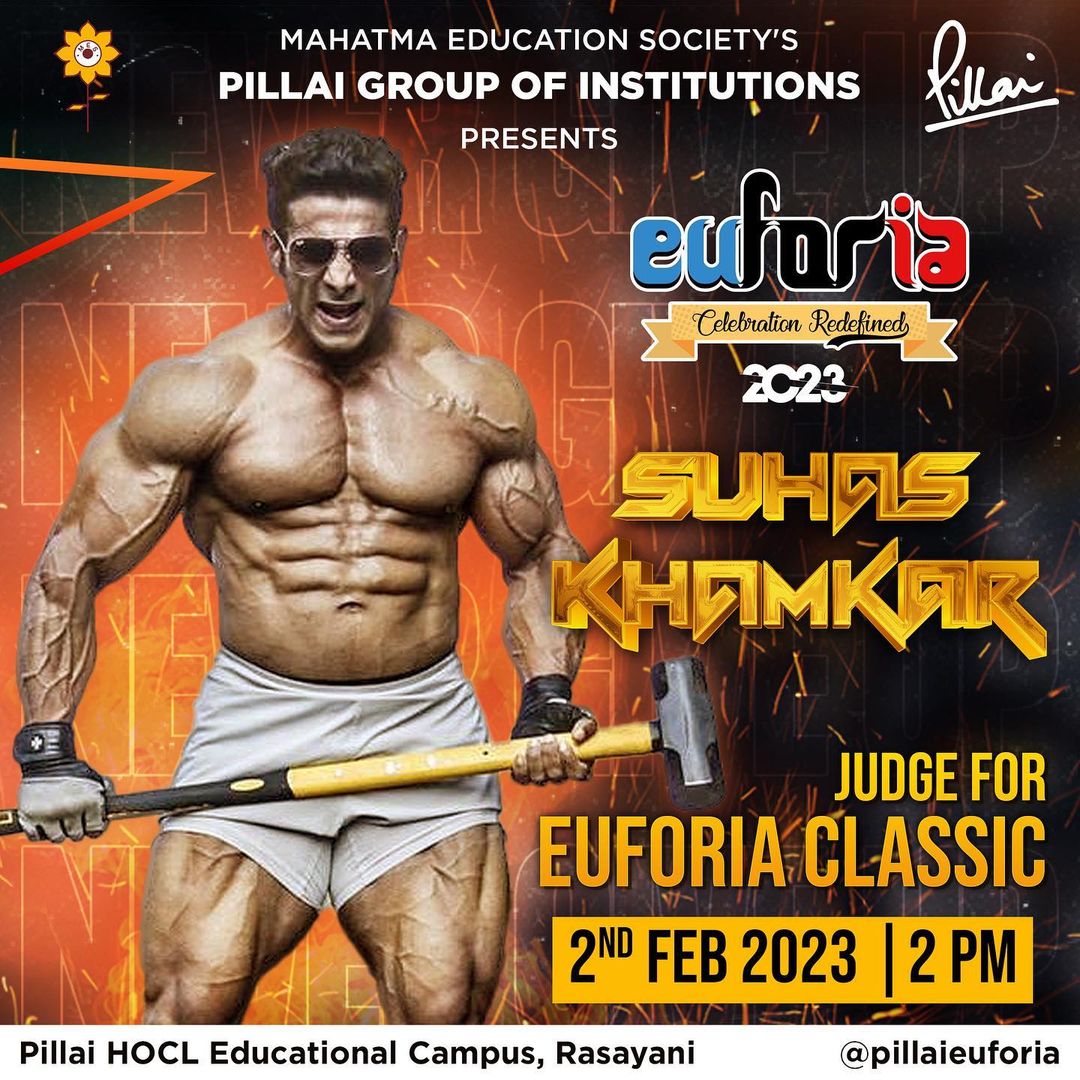 MES
MAHATMA EDUCATION SOCIETY'S
PILLAI GROUP OF INSTITUTIONS
PRESENTS
Pillai
euforia
Celebration Redefined
2023
SUHAS
KHAMKAR
JUDGE FOR
EUFORIA CLASSIC
2ND FEB 2023 | 2 PM
Pillai HOCL Educational Campus, Rasayani
@pillaieuforia